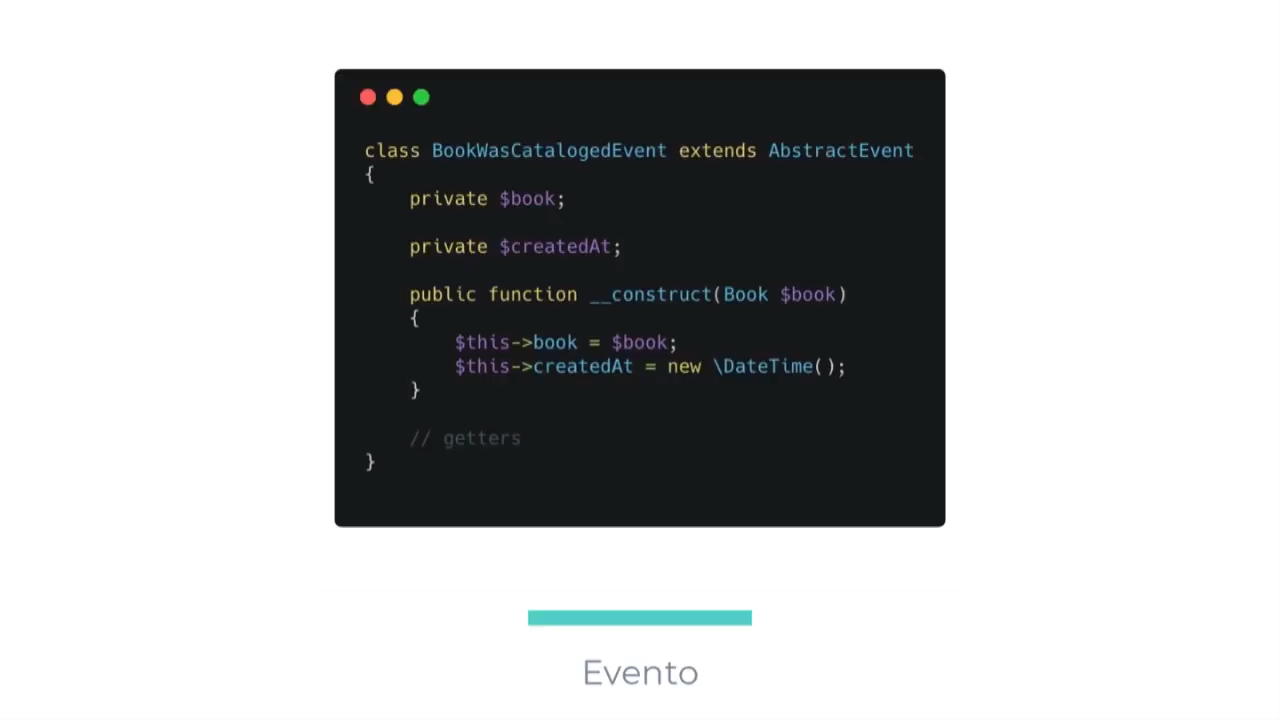 class BookWasCatalogedEvent extends AbstractEvent
{
    private $book;
    private $createdAt;
    public function __construct(Book $book)
    {
        $this->book = $book;
        $this->createdAt = new \DateTime();
    }
    // getters
}
Evento